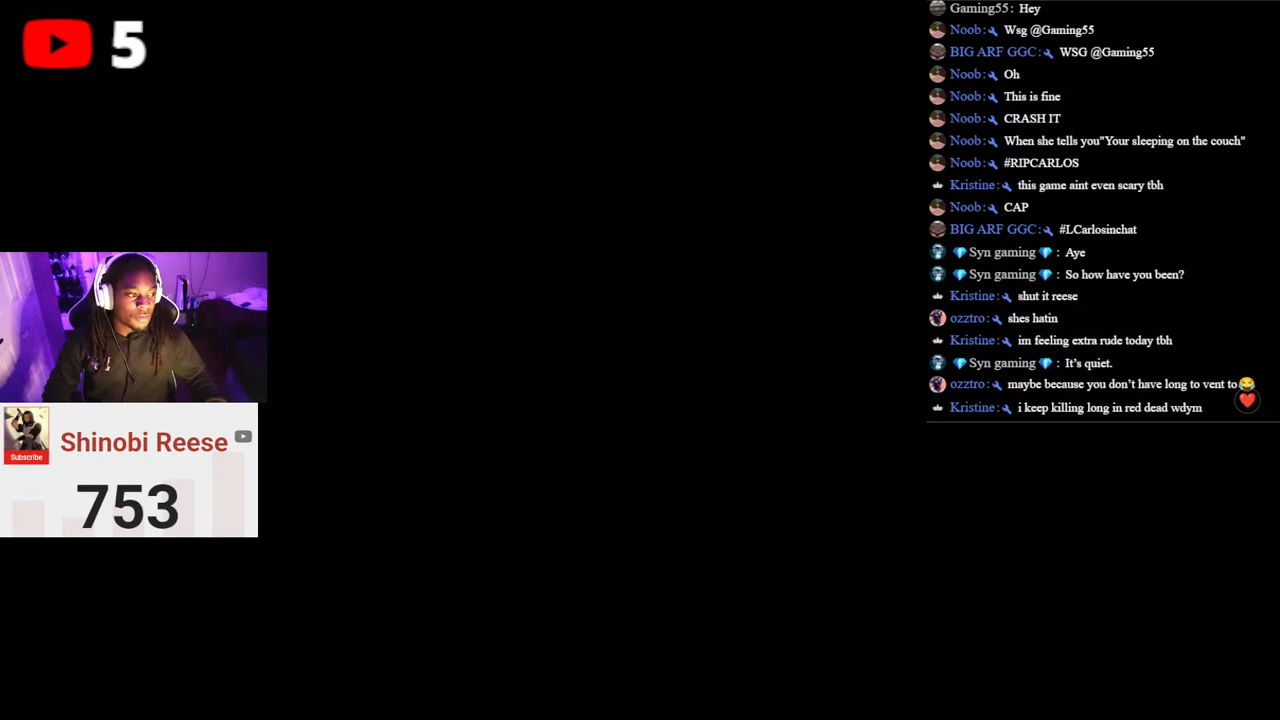 5
Gaming55: Hey
Noob: Wsg @Gaming55
BIG ARF GGC: WSG @Gaming55
Noob: Oh
Noob: This is fine
Noob: CRASH IT
Noob: When she tells you"Your sleeping on the couch"
Noob: #RIPCARLOS
Kristine: this game aint even scary tbh
Noob: CAP
BIG ARF GGC: #LCarlosinchat
💎 Syn gaming 💎 : Aye
💎 Syn gaming 💎 : So how have you been?
Kristine: shut it reese
ozztro: shes hatin
Kristine: im feeling extra rude today tbh
💎 Syn gaming 💎 : It’s quiet.
ozztro: maybe because you don’t have long to vent to😂
Kristine: i keep killing long in red dead wdym
Shinobi Reese
Subscribe
753